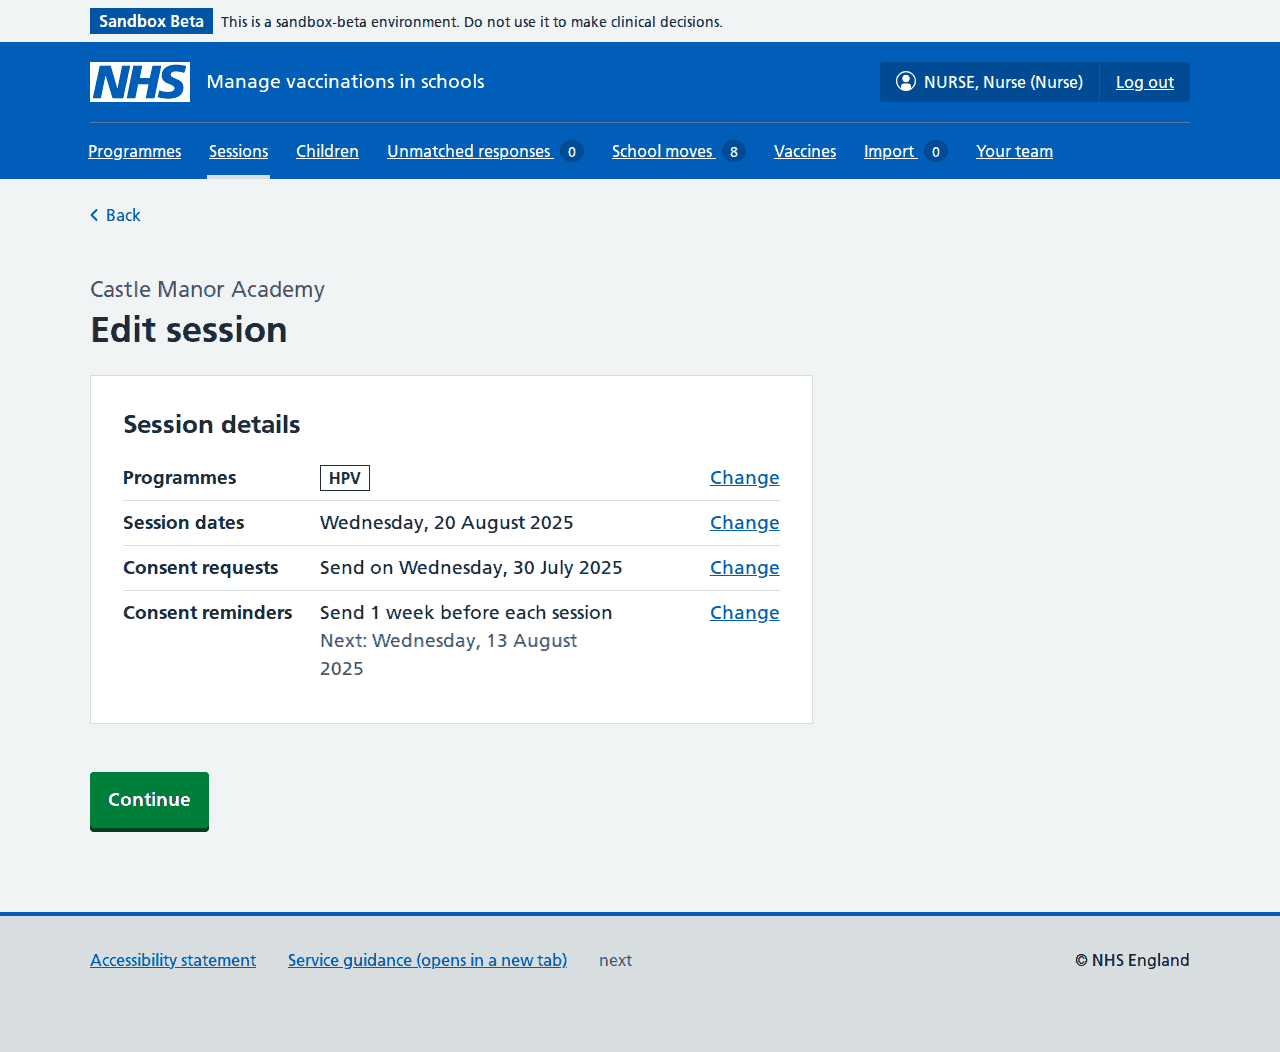 Sandbox Beta This is a sandbox-beta environment. Do not use it to make clinical decisions.
NHS Manage vaccinations in schools NURSE, Nurse (Nurse) Log out
Programmes Sessions Children Unmatched responses 0 School moves 8 Vaccines Import 0 Your team
Back
Castle Manor Academy
Edit session
Session details
Programmes HPV Change
Session dates Wednesday, 20 August 2025 Change
Consent requests Send on Wednesday, 30 July 2025 Change
Consent reminders Send 1 week before each session Change
Next: Wednesday, 13 August
2025
Continue
Accessibility statement Service guidance (opens in a new tab) next © NHS England